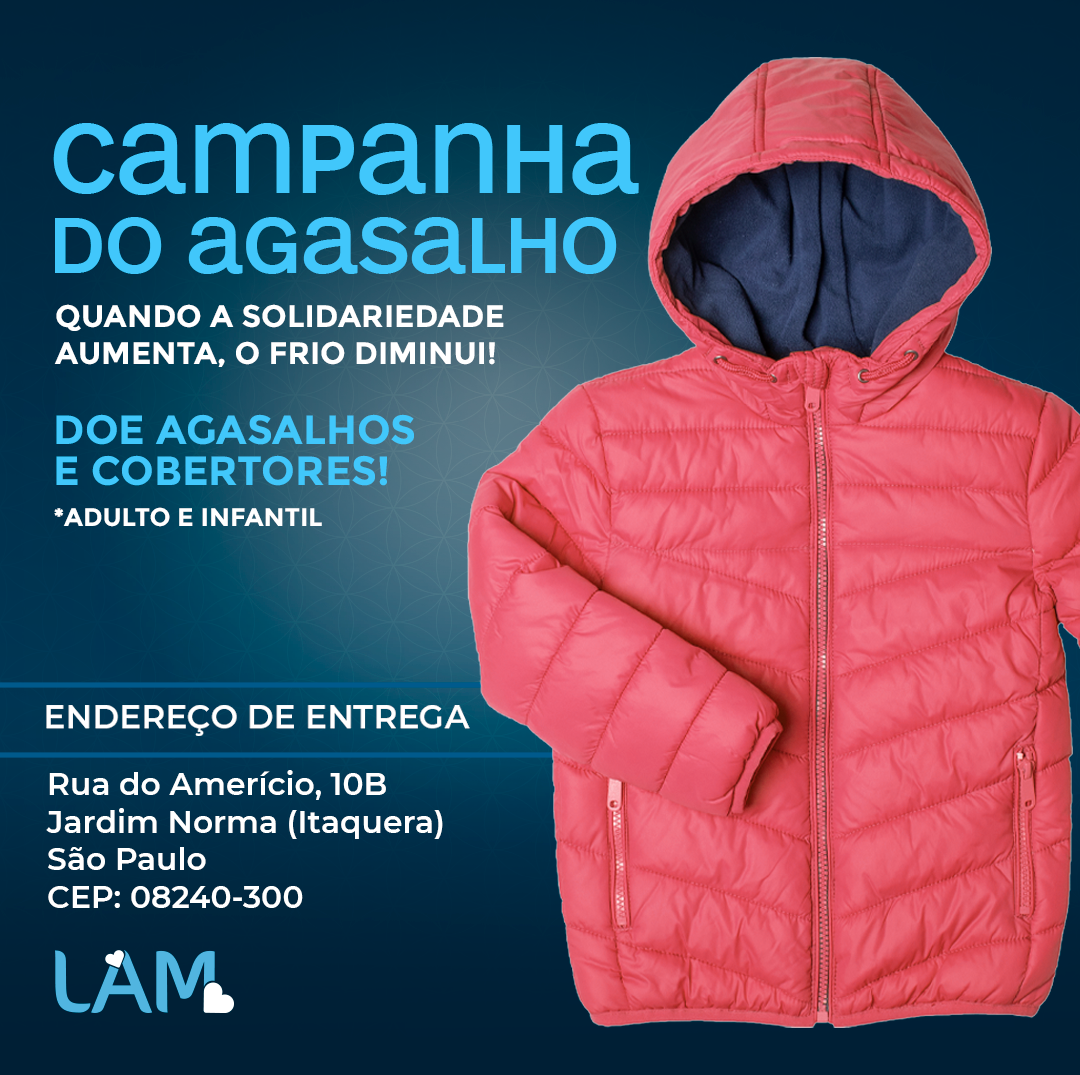 CAMPANHA
DO AGASALHO
QUANDO A SOLIDARIEDADE
AUMENTA, O FRIO DIMINUI!
DOE AGASALHOS
E COBERTORES!
*ADULTO E INFANTIL
ENDEREÇO DE ENTREGA
Rua do Amerício, 10B
Jardim Norma (Itaquera)
São Paulo
CEP: 08240-300
LAM